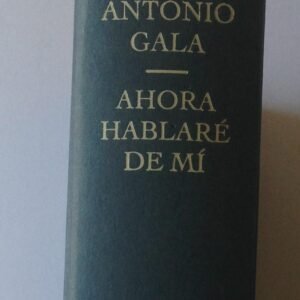 ANTONIO
GALA
AHORA
HABLARÉ
DE MÍ